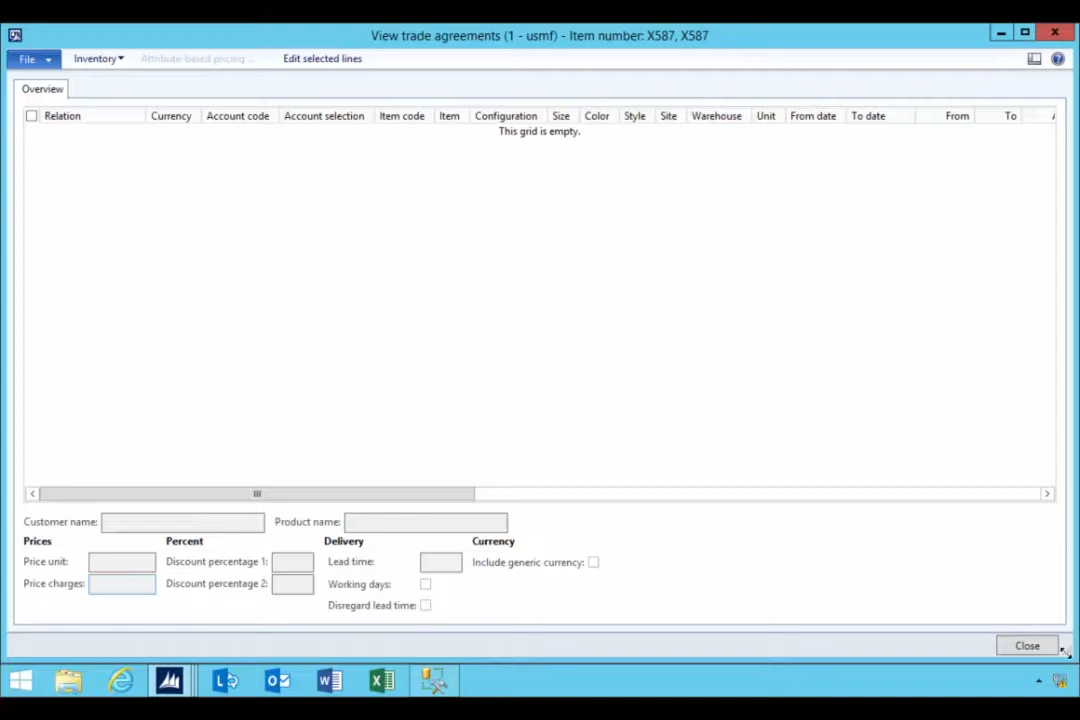 View trade agreements (1 - usmf) - Item number: X587, X587
File Inventory Attribute-based pricing ... Edit selected lines
Overview
Relation Currency Account code Account selection Item code Item Configuration Size Color Style Site Warehouse Unit From date To date From To
This grid is empty.
Customer name: Product name:
Prices Percent Delivery Currency
Price unit: Discount percentage 1: Lead time: Include generic currency:
Price charges: Discount percentage 2: Working days:
Disregard lead time:
Close